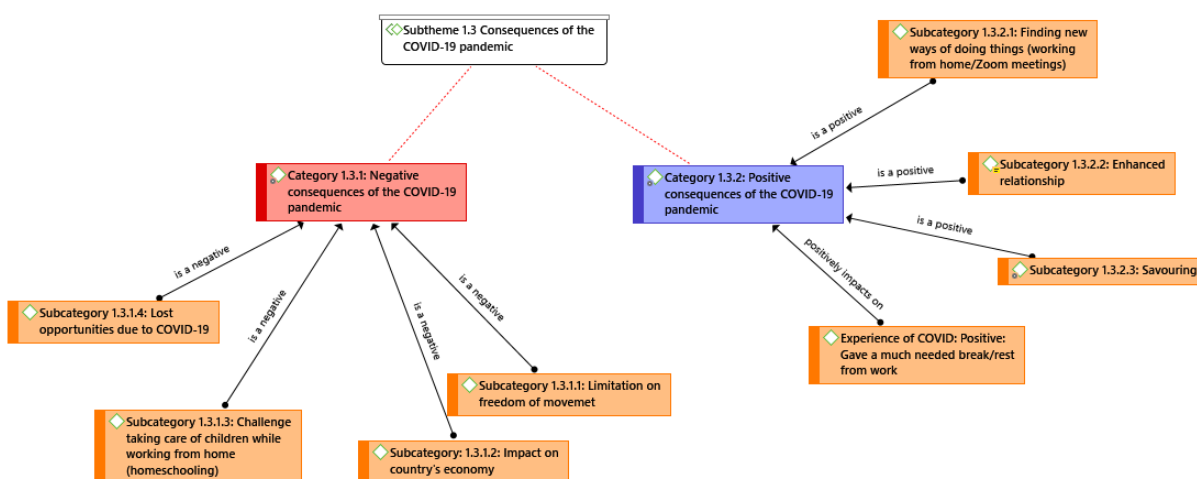 Subtheme 1.3 Consequences of the
COVID-19 pandemic
Subcategory 1.3.2.1: Finding new
ways of doing things (working
from home/Zoom meetings)
is a positive
Category 1.3.1: Negative
consequences of the COVID-19
pandemic
Category 1.3.2: Positive
consequences of the COVID-19
pandemic
is a positive
Subcategory 1.3.2.2: Enhanced
relationship
is a positive
Subcategory 1.3.2.3: Savouring
positively impacts on
is a negative
is a negative
is a negative
is a negative
Subcategory 1.3.1.4: Lost
opportunities due to COVID-19
Experience of COVID: Positive:
Gave a much needed break/rest
from work
Subcategory 1.3.1.1: Limitation on
freedom of movemet
Subcategory 1.3.1.3: Challenge
taking care of children while
working from home
(homeschooling)
Subcategory: 1.3.1.2: Impact on
country's economy